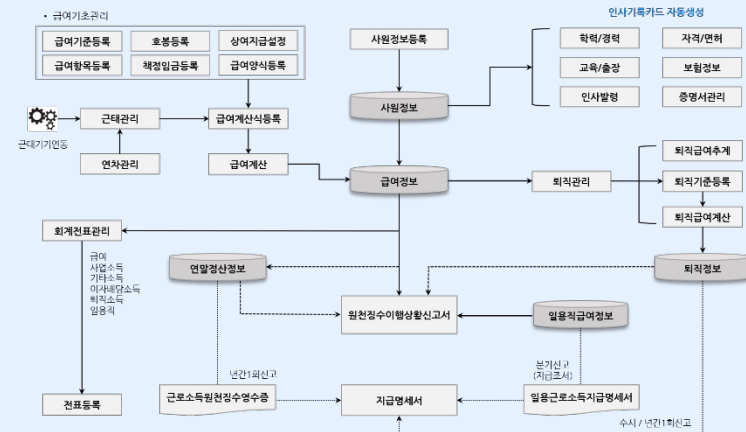 • 급여기초관리
인사기록카드 자동생성
급여기준등록
호봉등록
상여지급설정
급여항목등록
책정임금등록
급여양식등록
사원정보등록
학력/경력
자격/면허
교육/출장
보험정보
인사발령
증명서관리
사원정보
근태기기연동
근태관리
급여계산식등록
연차관리
급여계산
급여정보
퇴직관리
퇴직급여추계
퇴직기준등록
퇴직급여계산
회계전표관리
급여
사업소득
기타소득
이자배당소득
퇴직소득
일용직
연말정산정보
퇴직정보
원천징수이행상황신고서
일용직급여정보
년간1회신고
분기신고
(지급조서)
근로소득원천징수영수증
지급명세서
일용근로소득지급명세서
전표등록
수시 / 년간1회신고